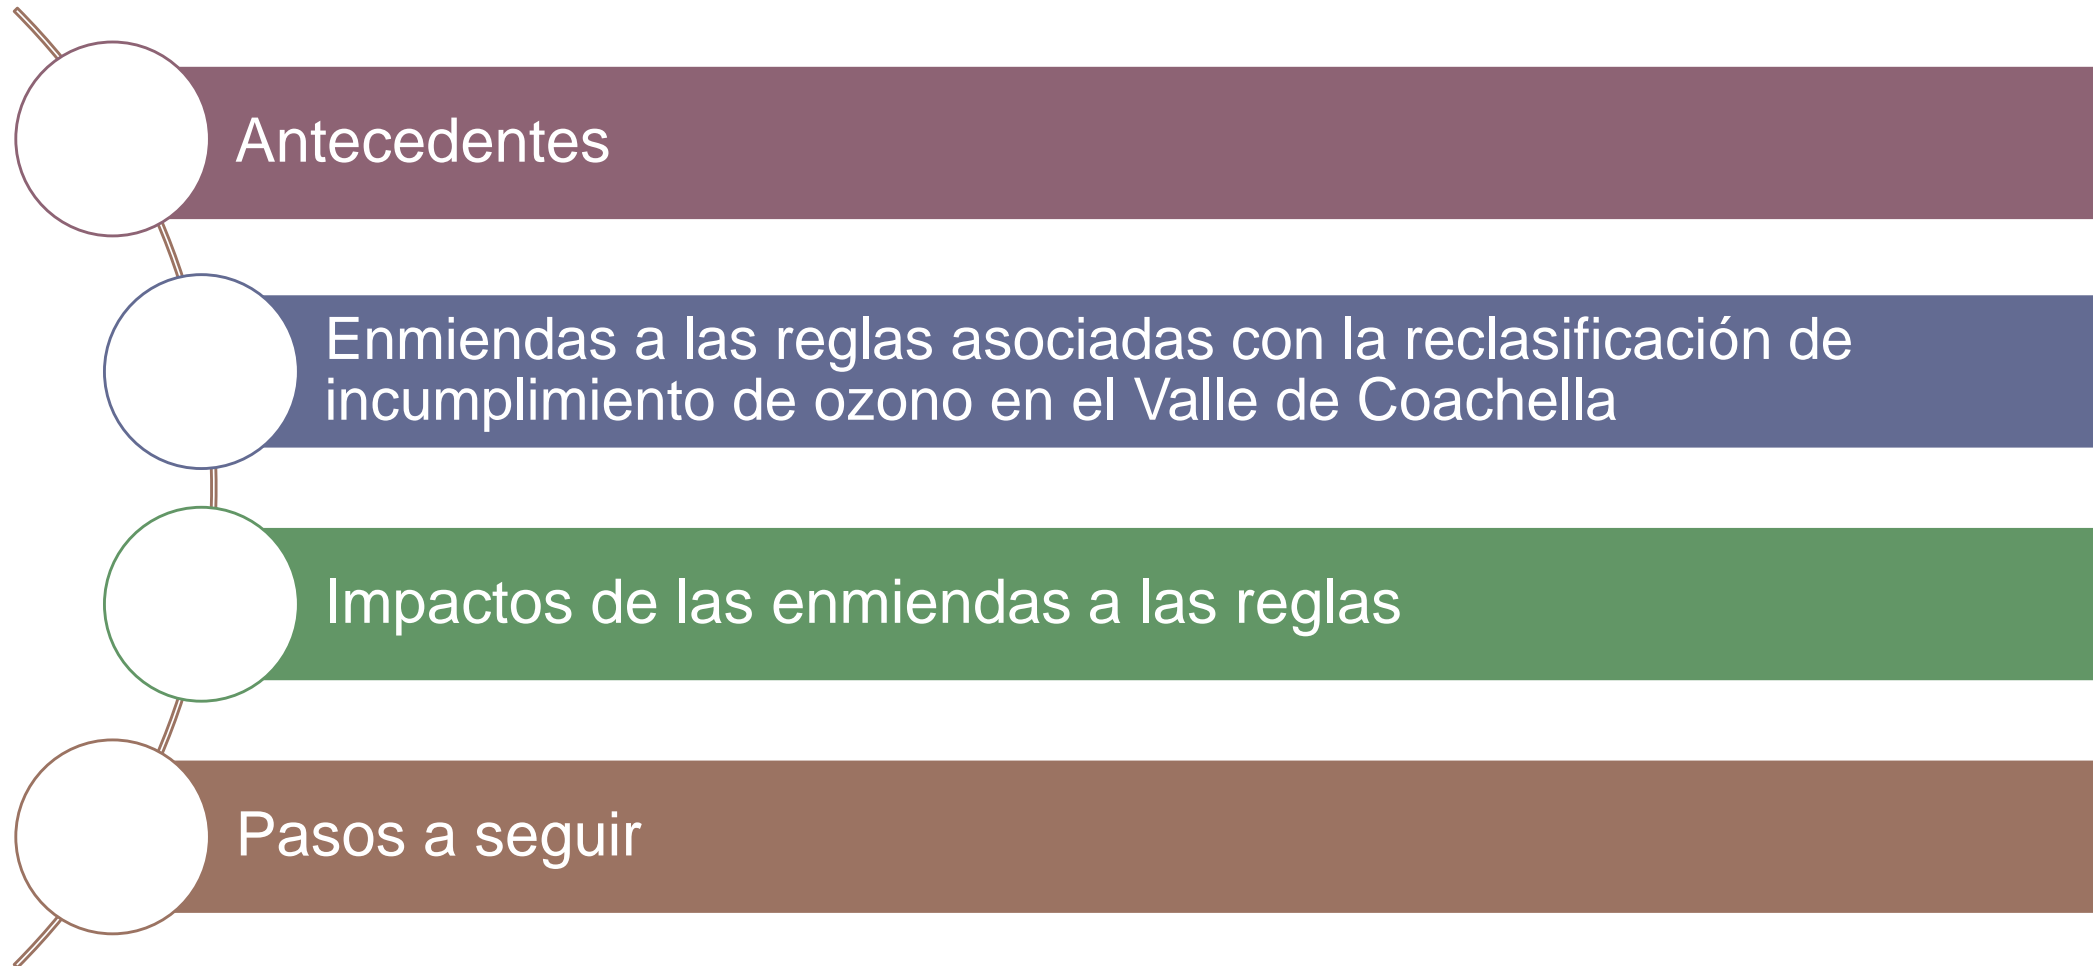 Antecedentes
Enmiendas a las reglas asociadas con la reclasificación de
incumplimiento de ozono en el Valle de Coachella
Impactos de las enmiendas a las reglas
Pasos a seguir